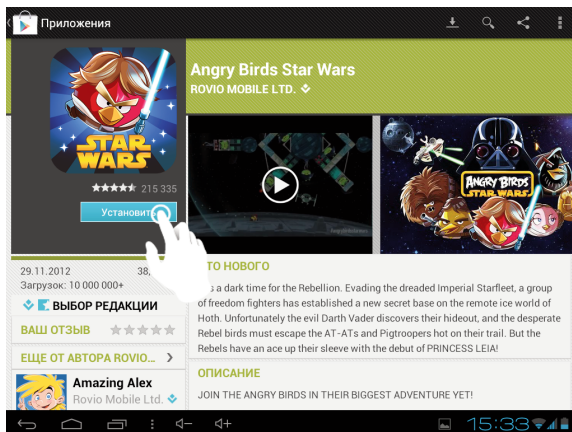 Приложения
STAR
WARS
215 335
Установить
29.11.2012 38,
Загрузок: 10 000 000+
ВЫБОР РЕДАКЦИИ
ВАШ ОТЗЫВ
ЕЩЕ ОТ АВТОРА ROVIO...
Amazing Alex
Rovio Mobile Ltd.
Angry Birds Star Wars
ROVIO MOBILE LTD.
ANGRY BIRDS
STAR WARS
ТО НОВОГО
s a dark time for the Rebellion. Evading the dreaded Imperial Starfleet, a group
of freedom fighters has established a new secret base on the remote ice world of
Hoth. Unfortunately the evil Darth Vader discovers their hideout, and the desperate
Rebel birds must escape the AT-ATs and Pigtroopers hot on their trail. But the
Rebels have an ace up their sleeve with the debut of PRINCESS LEIA!
ОПИСАНИЕ
JOIN THE ANGRY BIRDS IN THEIR BIGGEST ADVENTURE YET!
15:33